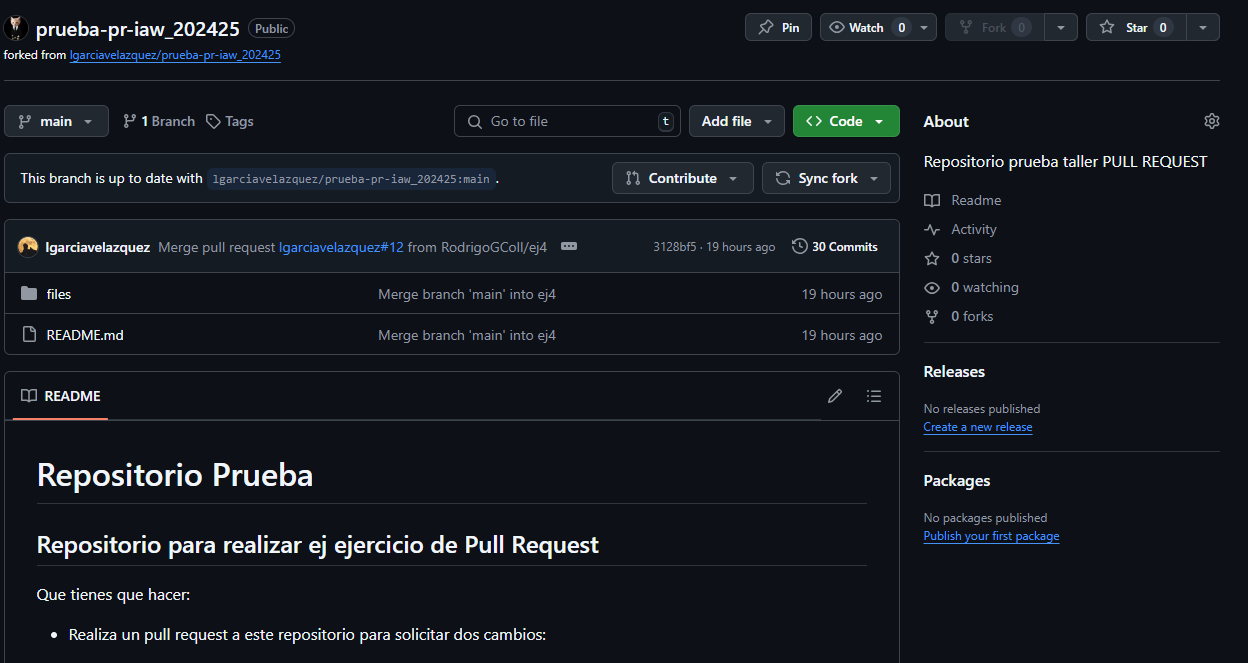 prueba-pr-iaw_202425 Public Pin Watch 0 Fork 0 Star 0
forked from lgarciavelazquez/prueba-pr-iaw_202425
main 1 Branch Tags Go to file t Add file Code
This branch is up to date with lgarciavelazquez/prueba-pr-iaw_202425:main . Contribute Sync fork
lgarciavelazquez Merge pull request lgarciavelazquez#12 from RodrigoGColl/ej4 3128bf5 · 19 hours ago 30 Commits
files Merge branch 'main' into ej4 19 hours ago
README.md Merge branch 'main' into ej4 19 hours ago
README
Repositorio Prueba
Repositorio para realizar ej ejercicio de Pull Request
Que tienes que hacer:
• Realiza un pull request a este repositorio para solicitar dos cambios:
About
Repositorio prueba taller PULL REQUEST
Readme
Activity
0 stars
0 watching
0 forks
Releases
No releases published
Create a new release
Packages
No packages published
Publish your first package